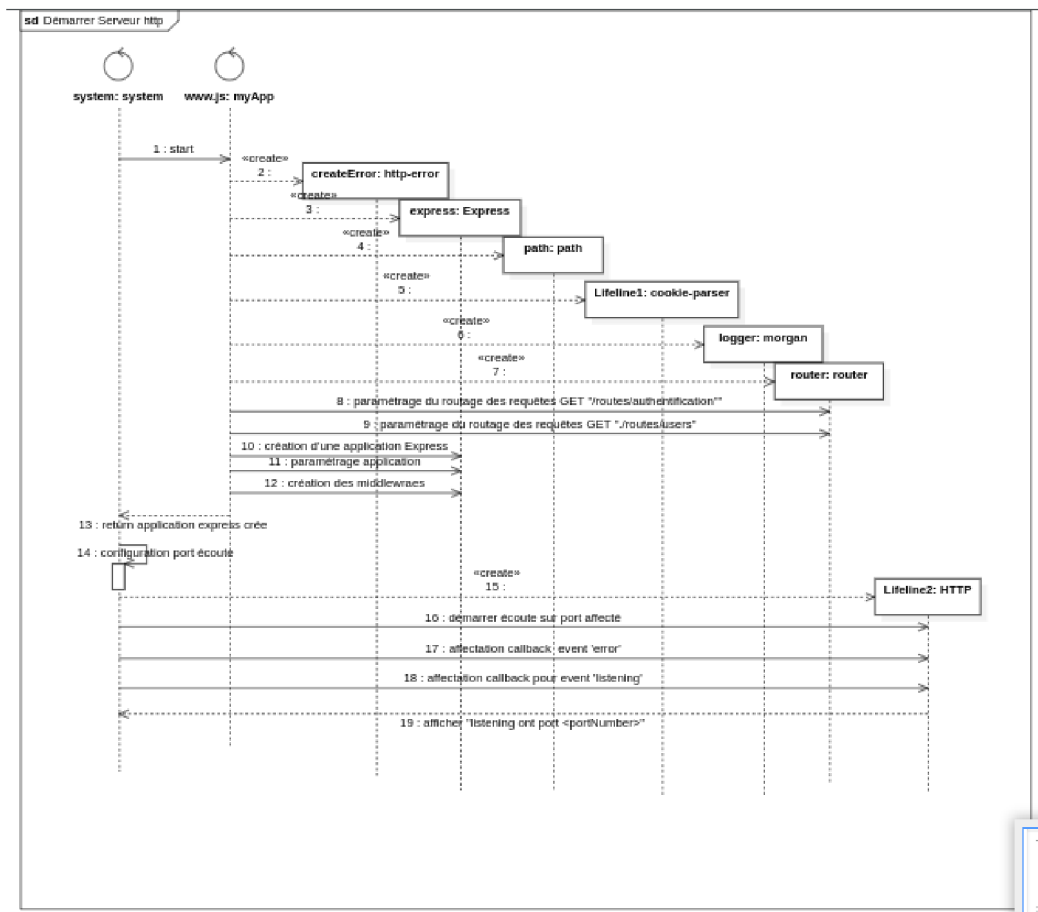 sd Démarrer Serveur http
system: system
www.js: myApp
1 : start
«create»
2 :
createError: http-error
«create»
3 :
express: Express
«create»
4 :
path: path
«create»
5 :
Lifeline1: cookie-parser
«create»
6 :
logger: morgan
«create»
7 :
router: router
8 : paramétrage du routage des requêtes GET "/routes/authentification""
9 : paramétrage du routage des requêtes GET "./routes/users"
10 : création d'une application Express
11 : paramétrage application
12 : création des middlewraes
13 : return application express crée
14 : configuration port écouté
«create»
15 :
Lifeline2: HTTP
16 : démarrer écoute sur port affecté
17 : affectation callback event 'error'
18 : affectation callback pour event 'listening'
19 : afficher "listening ont port <portNumber>"